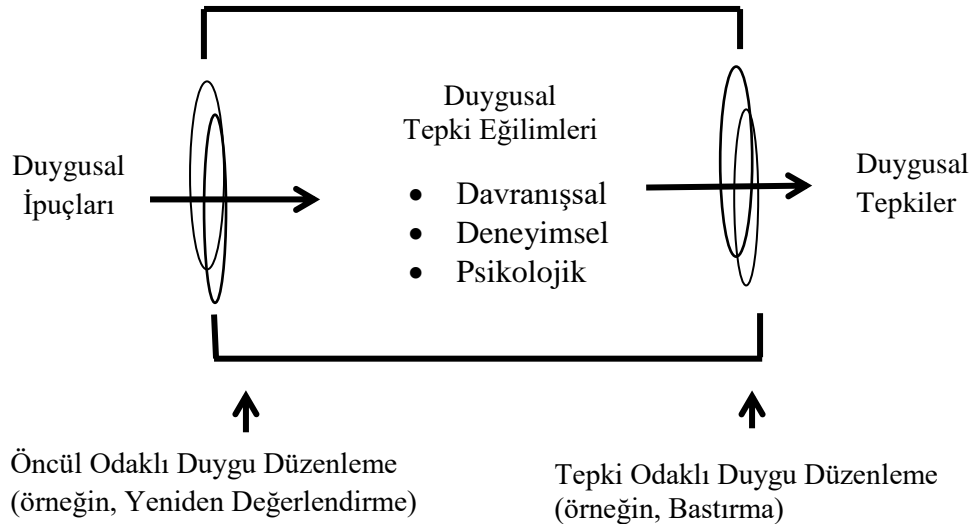 Duygusal
Tepki Eğilimleri
Duygusal
İpuçları
• Davranışsal
• Deneyimsel
• Psikolojik
Duygusal
Tepkiler
Öncül Odaklı Duygu Düzenleme
(örneğin, Yeniden Değerlendirme)
Tepki Odaklı Duygu Düzenleme
(örneğin, Bastırma)